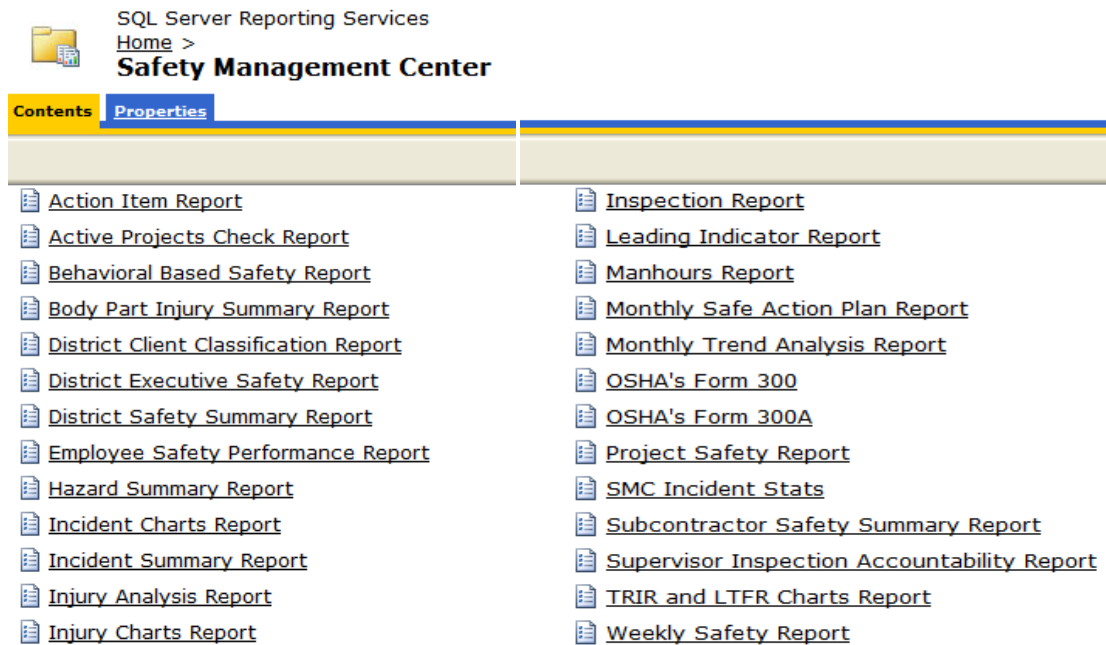 SQL Server Reporting Services
Home >
Safety Management Center
Contents Properties
Action Item Report
Active Projects Check Report
Behavioral Based Safety Report
Body Part Injury Summary Report
District Client Classification Report
District Executive Safety Report
District Safety Summary Report
Employee Safety Performance Report
Hazard Summary Report
Incident Charts Report
Incident Summary Report
Injury Analysis Report
Injury Charts Report
Inspection Report
Leading Indicator Report
Manhours Report
Monthly Safe Action Plan Report
Monthly Trend Analysis Report
OSHA's Form 300
OSHA's Form 300A
Project Safety Report
SMC Incident Stats
Subcontractor Safety Summary Report
Supervisor Inspection Accountability Report
TRIR and LTFR Charts Report
Weekly Safety Report